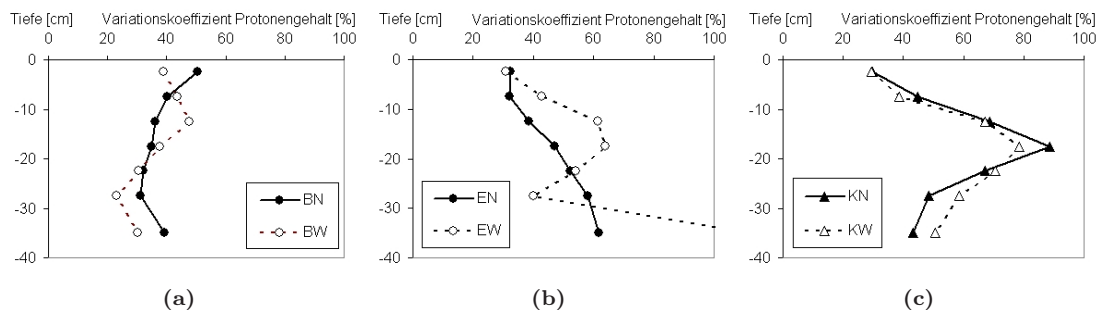 Tiefe [cm] Variationskoeffizient Protonengehalt [%]
0 20 40 60 80 100
0
-10
-20
-30
-40
BN
BW
(a)
Tiefe [cm] Variationskoeffizient Protonengehalt [%]
0 20 40 60 80 100
0
-10
-20
-30
-40
EN
EW
(b)
Tiefe [cm] Variationskoeffizient Protonengehalt [%]
0 20 40 60 80 100
0
-10
-20
-30
-40
KN
KW
(c)